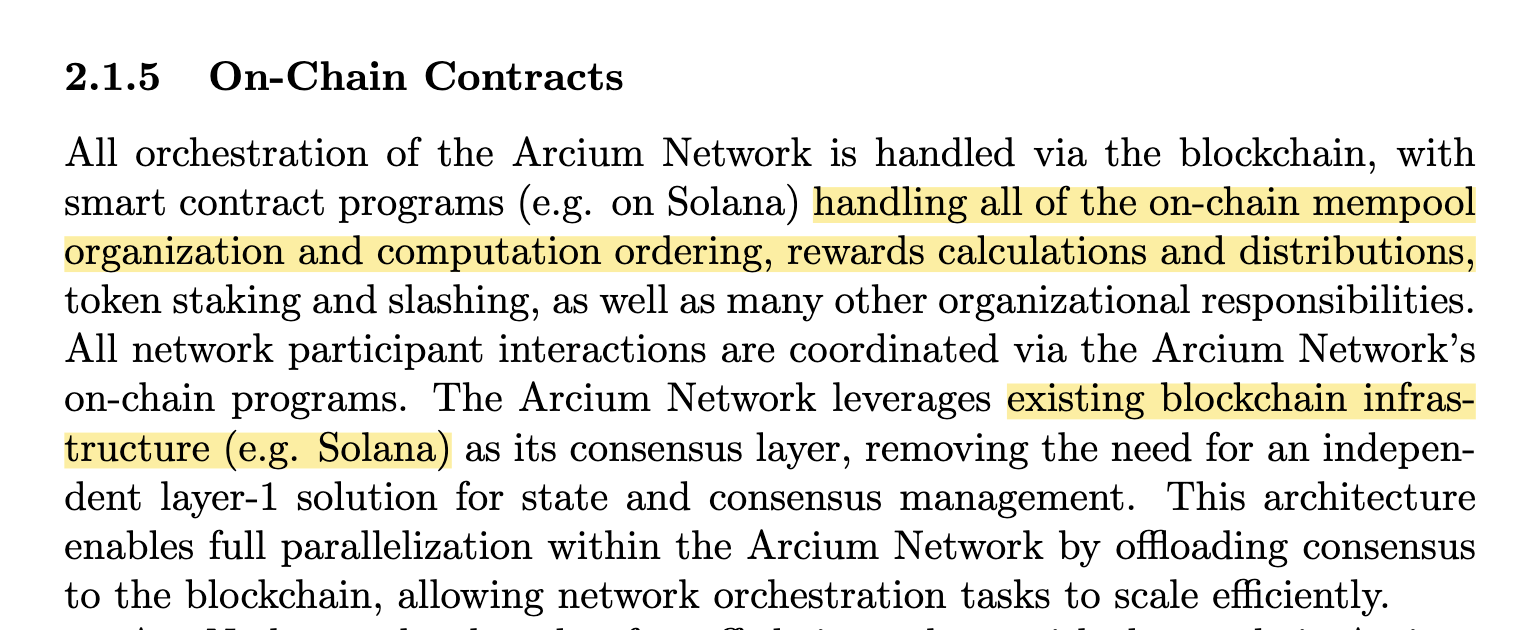 2.1.5 On-Chain Contracts
All orchestration of the Arcium Network is handled via the blockchain, with
smart contract programs (e.g. on Solana) handling all of the on-chain mempool
organization and computation ordering, rewards calculations and distributions,
token staking and slashing, as well as many other organizational responsibilities.
All network participant interactions are coordinated via the Arcium Network's
on-chain programs. The Arcium Network leverages existing blockchain infras-
tructure (e.g. Solana) as its consensus layer, removing the need for an indepen-
dent layer-1 solution for state and consensus management. This architecture
enables full parallelization within the Arcium Network by offloading consensus
to the blockchain, allowing network orchestration tasks to scale efficiently.